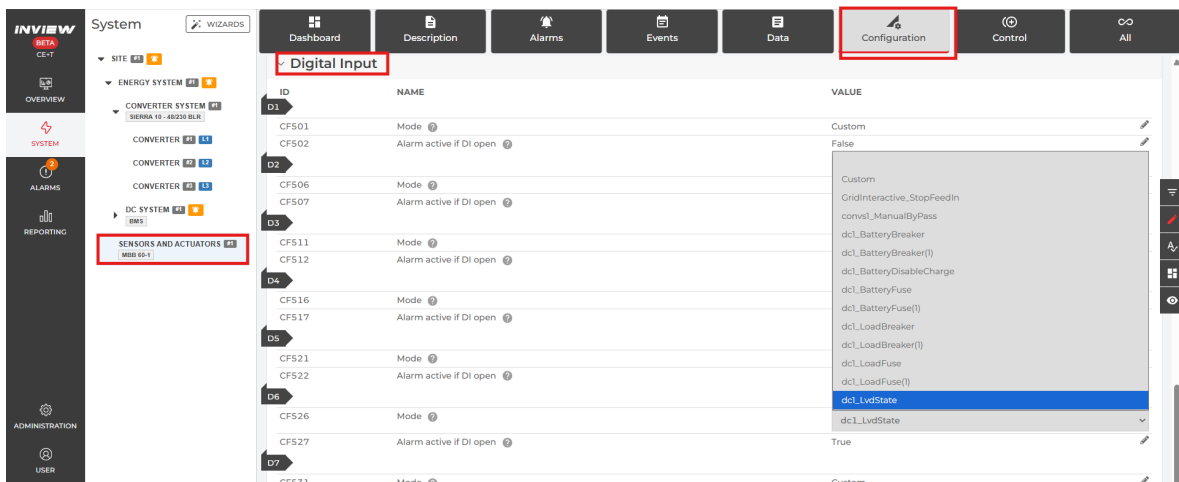 INVIEW
BETA
CE+T
OVERVIEW
SYSTEM
2
ALARMS
REPORTING
ADMINISTRATION
USER
System
WIZARDS
SITE #1
ENERGY SYSTEM #1
CONVERTER SYSTEM #1
SIERRA 10 - 48/230 BLR
CONVERTER #1 L1
CONVERTER #2 L2
CONVERTER #3 L3
DC SYSTEM #1
BMS
SENSORS AND ACTUATORS #1
MBB 60-1
Dashboard
Description
Alarms
Events
Data
Configuration
Control
All
Digital Input
ID NAME VALUE
D1
CF501 Mode ? Custom
CF502 Alarm active if DI open ? False
D2
CF506 Mode ?
CF507 Alarm active if DI open ?
D3
CF511 Mode ?
CF512 Alarm active if DI open ?
D4
CF516 Mode ?
CF517 Alarm active if DI open ?
D5
CF521 Mode ?
CF522 Alarm active if DI open ?
D6
CF526 Mode ?
Custom
GridInteractive_StopFeedIn
convs1_ManualByPass
dc1_BatteryBreaker
dc1_BatteryBreaker(1)
dc1_BatteryDisableCharge
dc1_BatteryFuse
dc1_BatteryFuse(1)
dc1_LoadBreaker
dc1_LoadBreaker(1)
dc1_LoadFuse
dc1_LoadFuse(1)
dc1_LvdState
dc1_LvdState
CF527 Alarm active if DI open ? True
D7
CF531 Mode ? Custom